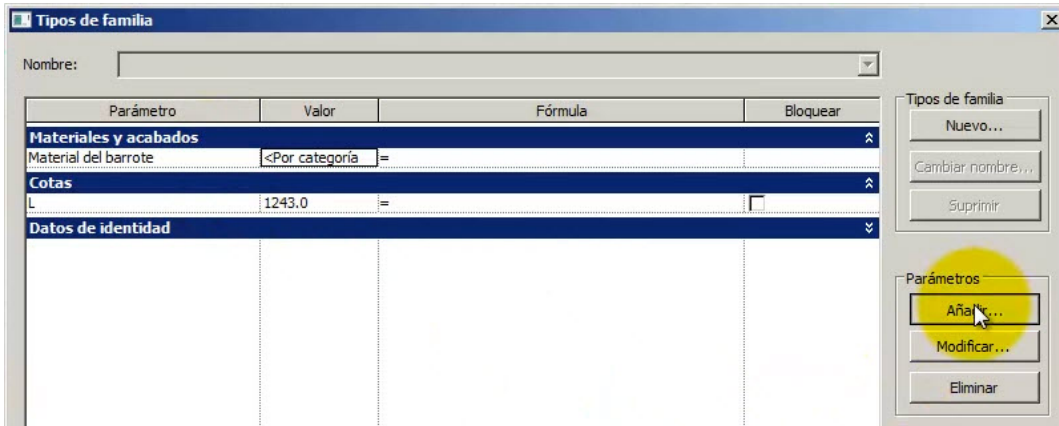 Tipos de familia
Nombre:
Parámetro Valor Fórmula Bloquear
Materiales y acabados
Material del barrote <Por categoría =
Cotas
L 1243.0 =
Datos de identidad
Tipos de familia
Nuevo...
Cambiar nombre...
Suprimir
Parámetros
Añadir...
Modificar...
Eliminar